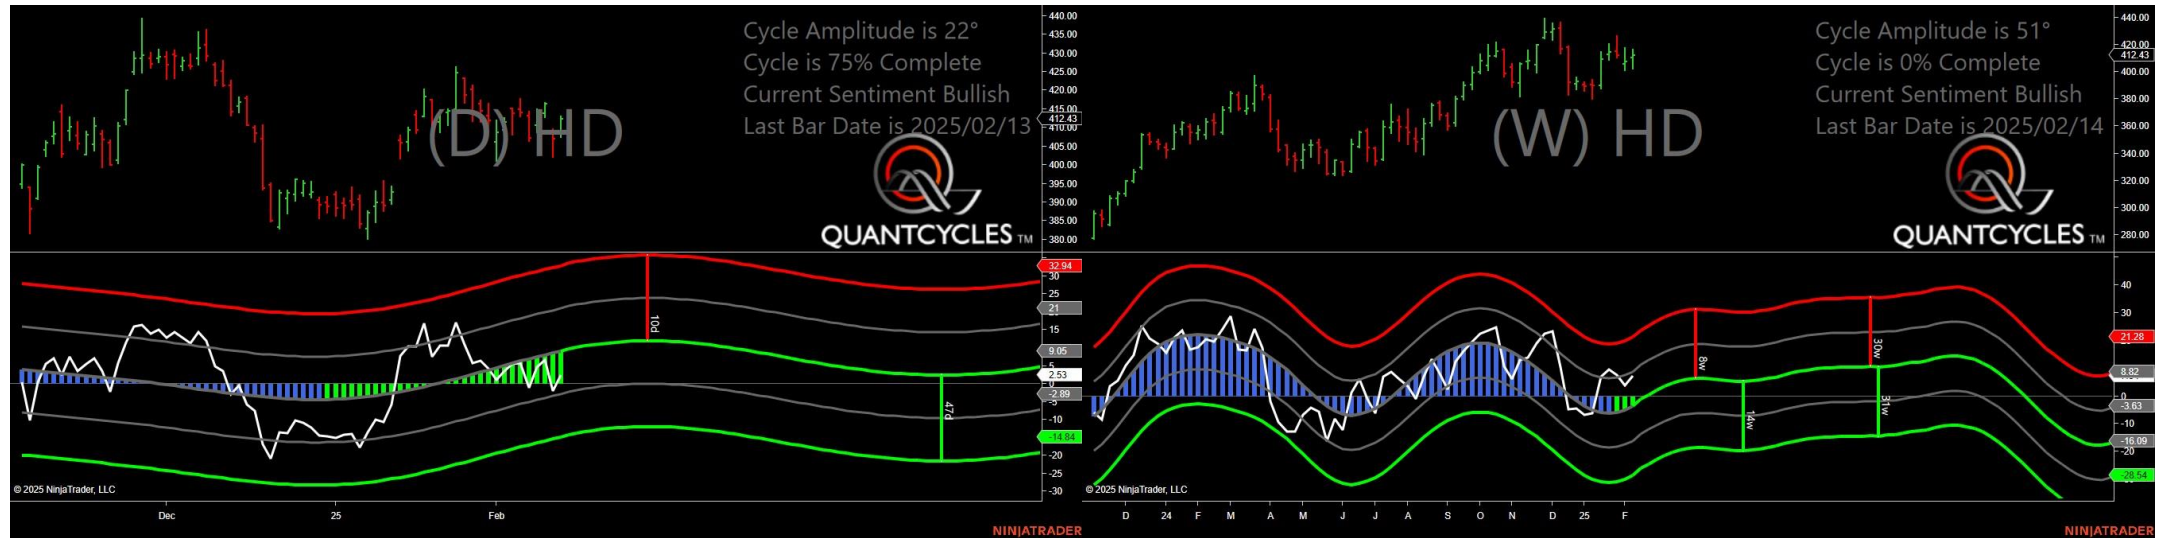 Cycle Amplitude is 22°
Cycle is 75% Complete
Current Sentiment Bullish
Last Bar Date is 2025/02/13
(D) HD
QUANTCYCLES TM
440.00
435.00
430.00
425.00
420.00
415.00
412.43
410.00
405.00
400.00
395.00
390.00
385.00
380.00
32.94
30
25
21
15
9.05
5
2.53
0
-2.89
-5
-10
-14.84
-20
-25
-30
10d
47d
© 2025 NinjaTrader, LLC
Dec
25
Feb
NINJATRADER
Cycle Amplitude is 51°
Cycle is 0% Complete
Current Sentiment Bullish
Last Bar Date is 2025/02/14
(W) HD
QUANTCYCLES TM
440.00
420.00
412.43
400.00
380.00
360.00
340.00
320.00
300.00
280.00
40
30
21.28
8.82
0
-3.63
-10
-16.09
-20
-28.54
8w
14w
30w
31w
© 2025 NinjaTrader, LLC
D
24
F
M
A
M
J
J
A
S
O
N
D
25
F
NINJATRADER